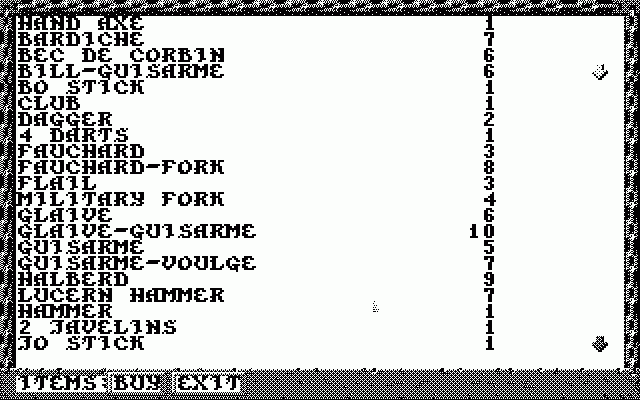 HAND AXE 1
BARDICHE 7
BEC DE CORBIN 6
BILL-GUISARME 6
BO STICK 1
CLUB 1
DAGGER 2
4 DARTS 1
FAUCHARD 3
FAUCHARD-FORK 8
FLAIL 3
MILITARY FORK 4
GLAIVE 6
GLAIVE-GUISARME 10
GUISARME 5
GUISARME-VOULGE 7
HALBERD 9
LUCERN HAMMER 7
HAMMER 1
2 JAVELINS 1
JO STICK 1
ITEMS: BUY EXIT